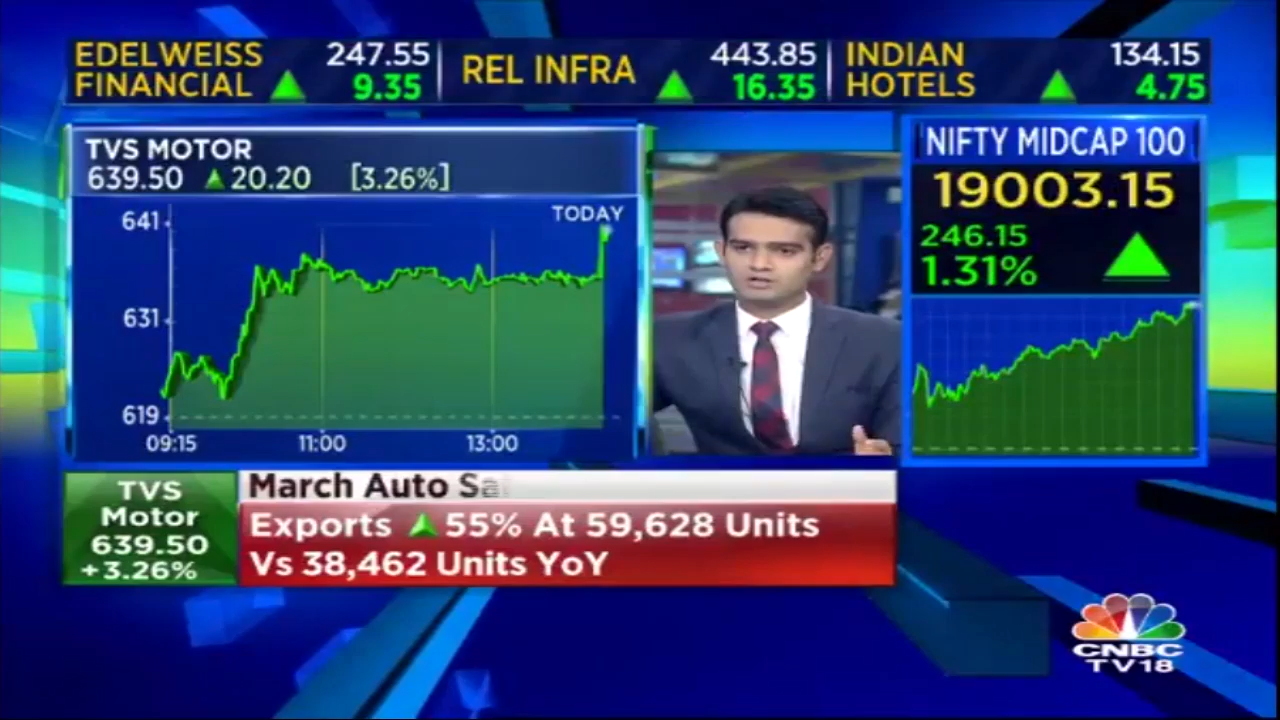 EDELWEISS
FINANCIAL
247.55
9.35
REL INFRA
443.85
16.35
INDIAN
HOTELS
134.15
4.75
TVS MOTOR
639.50 20.20 [3.26%]
TODAY
641
631
619
09:15 11:00 13:00
NIFTY MIDCAP 100
19003.15
246.15
1.31%
TVS
Motor
639.50
+3.26%
March Auto Sa
Exports 55% At 59,628 Units
Vs 38,462 Units YoY
CNBC
TV18